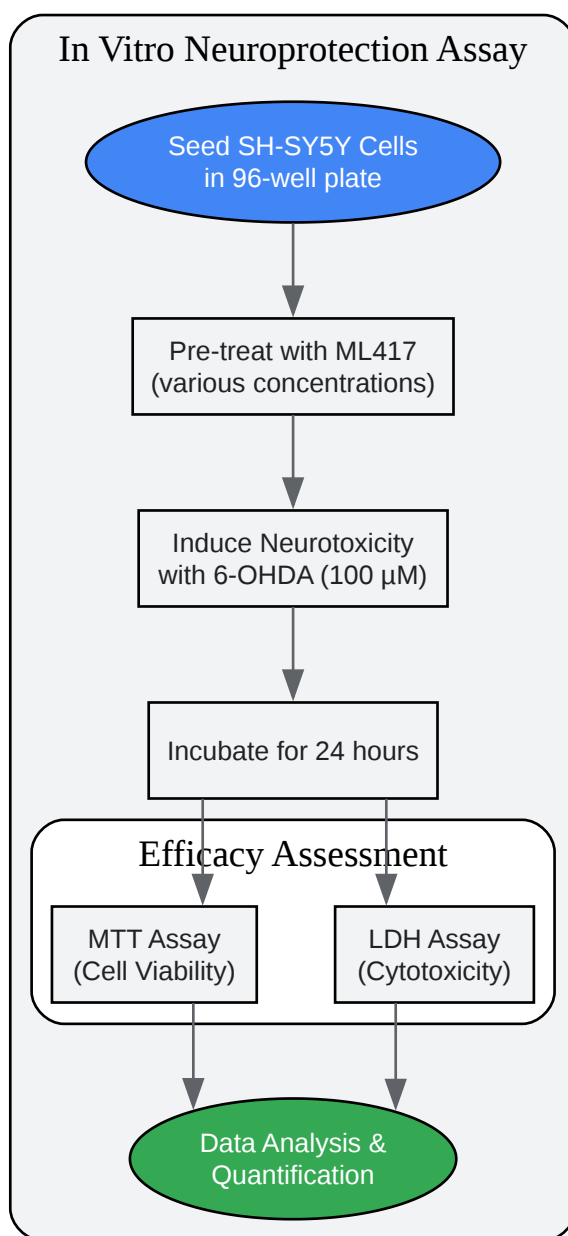 In Vitro Neuroprotection Assay
Seed SH-SY5Y Cells
in 96-well plate
Pre-treat with ML417
(various concentrations)
Induce Neurotoxicity
with 6-OHDA (100 µM)
Incubate for 24 hours
Efficacy Assessment
MTT Assay
(Cell Viability)
LDH Assay
(Cytotoxicity)
Data Analysis &
Quantification